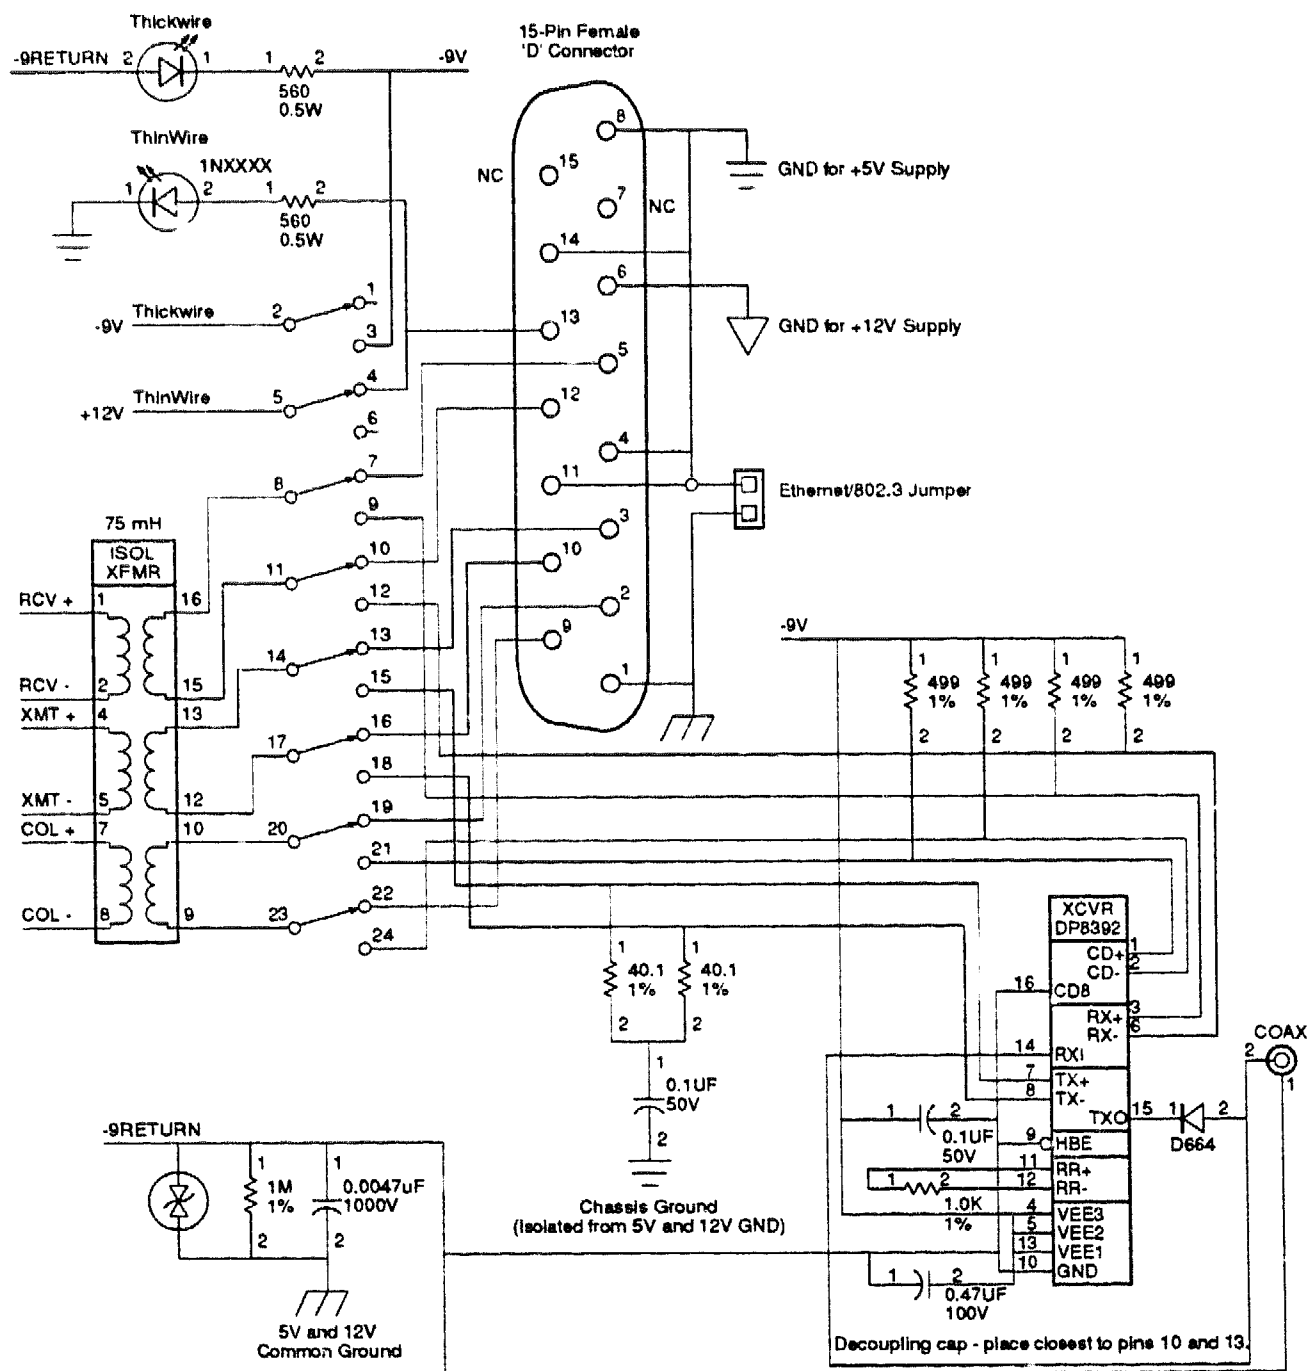 Thickwire
15-Pin Female
'D' Connector
-9RETURN 2 1 1 2 -9V
560
0.5W
8
ThinWire
1NXXXX
15
NC
GND for +5V Supply
1 2 1 2
7
NC
560
0.5W
14
6
1
Thickwire 2
-9V
3
13
GND for +12V Supply
5
4
ThinWire 5
+12V
12
6
4
7
8
11
Ethernet/802.3 Jumper
9
3
75 mH
ISOL
XFMR
10
11
10
RCV + 1 16
12
2
13
9
-9V
14
1
1 1 1 1
RCV - 2 15
15
499 499 499 499
1% 1% 1% 1%
XMT + 4 13
16
17
2 2 2 2
18
XMT - 5 12
19
COL + 7 10
20
21
22
XCVR
DP8392
COL - 8 9
23
24
1 1
CD+ 1
CD- 2
40.1 40.1
1% 1%
16 CD8
RX+ 3
RX- 6
2 2
COAX
14 RXI
2
1
1
7 TX+
8 TX-
0.1UF
50V
TXO 15 1 2
D664
1 2
0.1UF
50V
2
-9RETURN
9 HBE
11 RR+
12 RR-
1 2
1 1
1M
1%
0.0047uF
1000V
1.0K
1%
Chassis Ground
(Isolated from 5V and 12V GND)
4 VEE3
5 VEE2
13 VEE1
10 GND
2 2
1 2
0.47UF
100V
5V and 12V
Common Ground
Decoupling cap - place closest to pins 10 and 13.